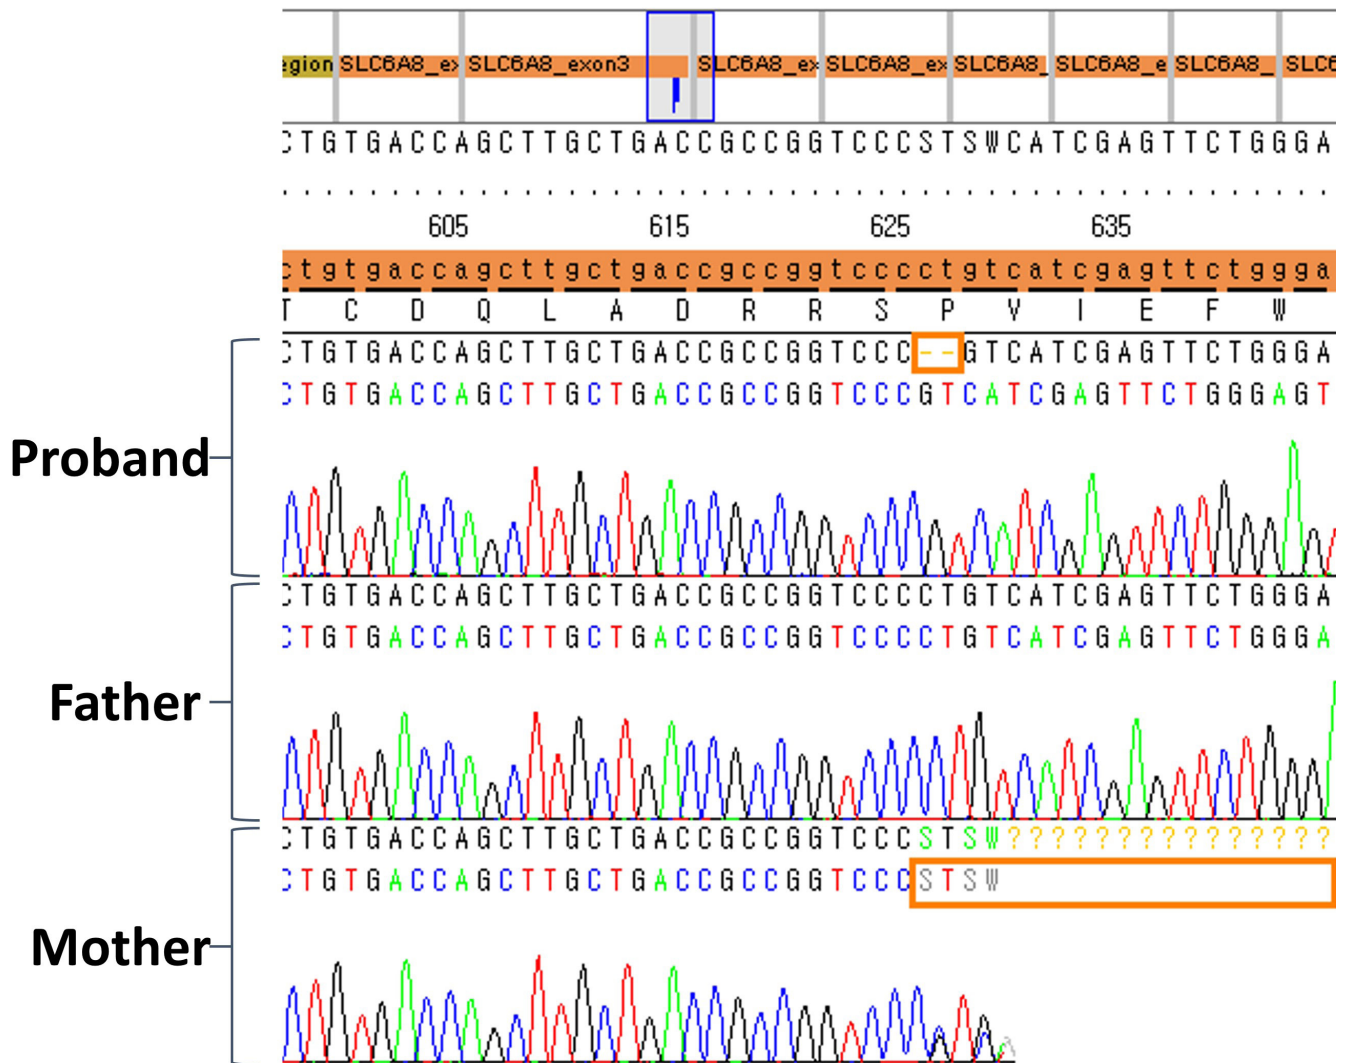 egion SLC6A8_ex SLC6A8_exon3 SLC6A8_ex SLC6A8_ex SLC6A8_ SLC6A8_e SLC6A8_ SLC6
CTGTGACCAGCTTGCTGACCGCCGGTCCCSTSWCATCGAGTTCTGGGA
605 615 625 635
ctgtgaccagcttgctgaccgccggtcccctgtcatcgagttctggga
T C D Q L A D R R S P V I E F W
CTGTGACCAGCTTGCTGACCGCCGGTCCC--GTCATCGAGTTCTGGGA
CTGTGACCAGCTTGCTGACCGCCGGTCCCGTCATCGAGTTCTGGGAGT
Proband
CTGTGACCAGCTTGCTGACCGCCGGTCCCCTGTCATCGAGTTCTGGGA
CTGTGACCAGCTTGCTGACCGCCGGTCCCCTGTCATCGAGTTCTGGGA
Father
CTGTGACCAGCTTGCTGACCGCCGGTCCCSTSW???????????????
CTGTGACCAGCTTGCTGACCGCCGGTCCCSTSW
Mother